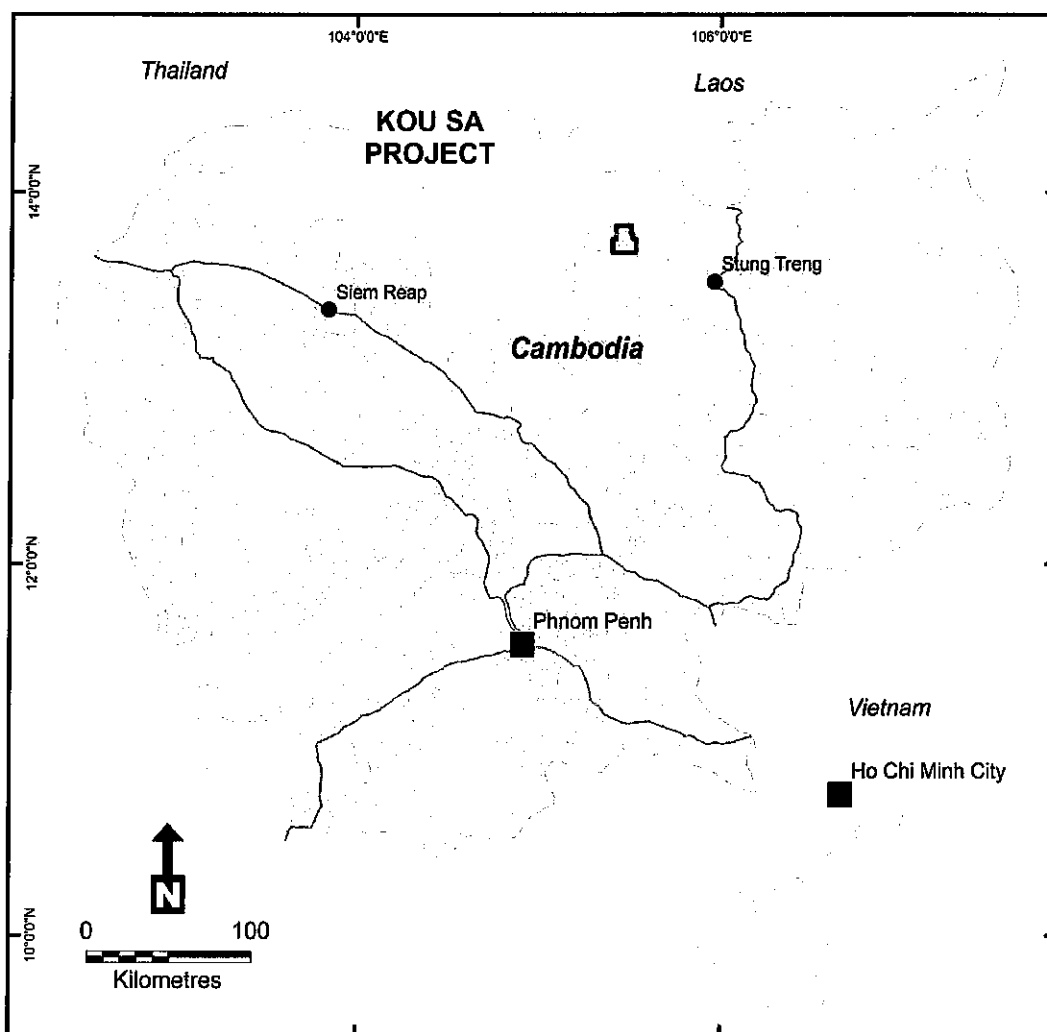 104°0'0"E
106°0'0"E
Thailand
Laos
KOU SA
PROJECT
14°0'0"N
Stung Treng
Siem Reap
Cambodia
12°0'0"N
Phnom Penh
Vietnam
Ho Chi Minh City
N
10°0'0"N
0 100
Kilometres